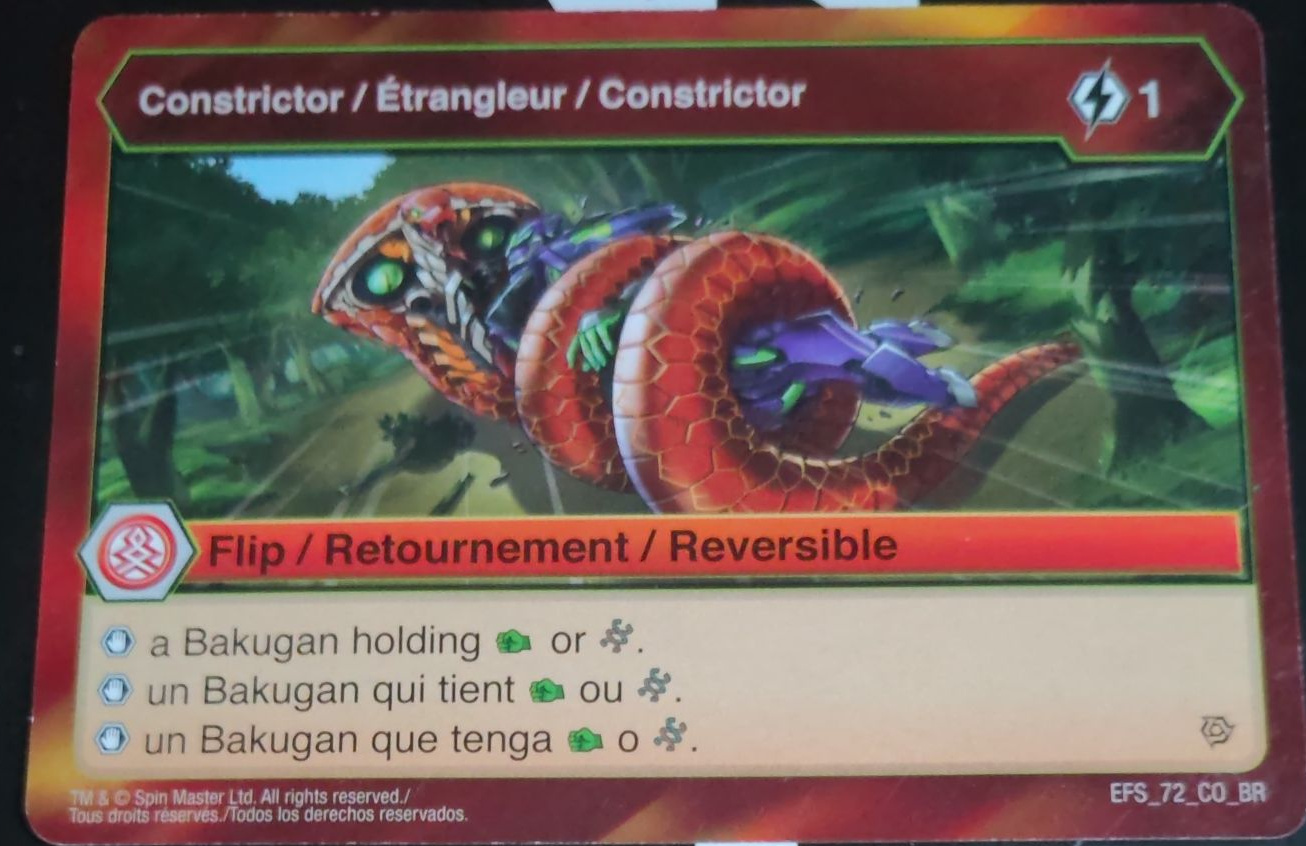 Constrictor / Étrangleur / Constrictor
1
Flip / Retournement / Reversible
a Bakugan holding or .
un Bakugan qui tient ou .
un Bakugan que tenga o .
TM & © Spin Master Ltd. All rights reserved./
Tous droits réservés./Todos los derechos reservados.
EFS_72_CO_BR